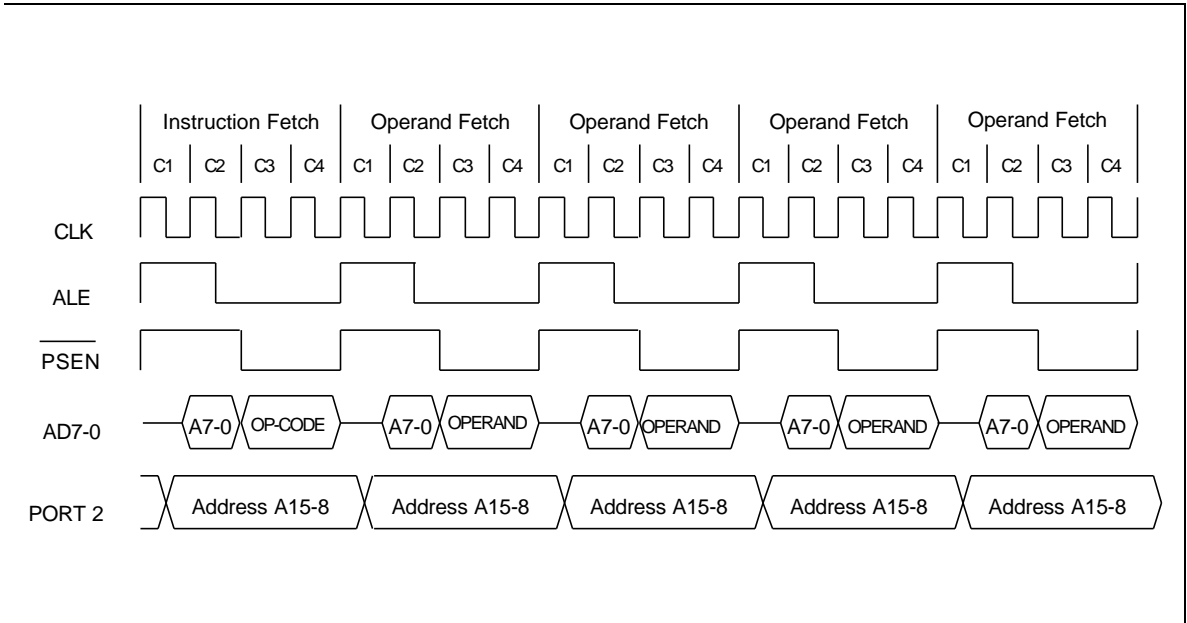 Instruction Fetch Operand Fetch Operand Fetch Operand Fetch Operand Fetch
C1 C2 C3 C4 C1 C2 C3 C4 C1 C2 C3 C4 C1 C2 C3 C4 C1 C2 C3 C4
CLK
ALE
PSEN
AD7-0 A7-0 OP-CODE A7-0 OPERAND A7-0 OPERAND A7-0 OPERAND A7-0 OPERAND
PORT 2 Address A15-8 Address A15-8 Address A15-8 Address A15-8 Address A15-8